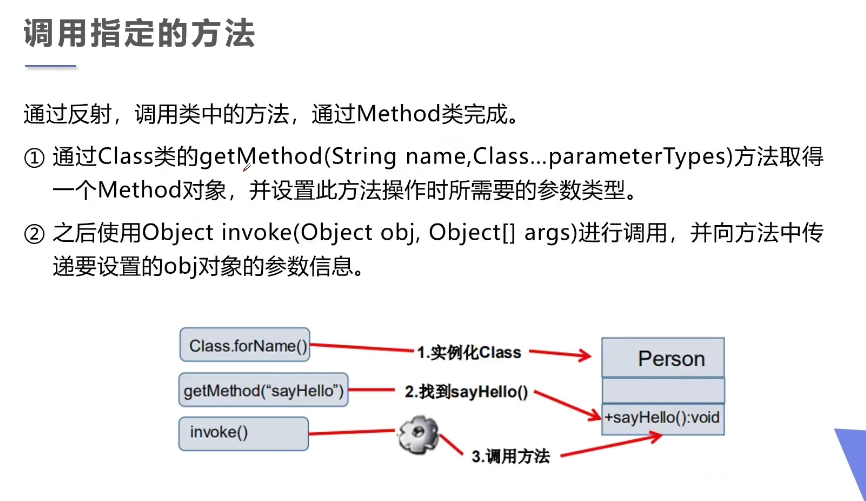 调用指定的方法
通过反射，调用类中的方法，通过Method类完成。
① 通过Class类的getMethod(String name,Class...parameterTypes)方法取得
一个Method对象，并设置此方法操作时所需要的参数类型。
② 之后使用Object invoke(Object obj, Object[] args)进行调用，并向方法中传
递要设置的obj对象的参数信息。
Class.forName()
1.实例化Class
Person
getMethod(“sayHello”)
2.找到sayHello()
+sayHello():void
invoke()
3.调用方法